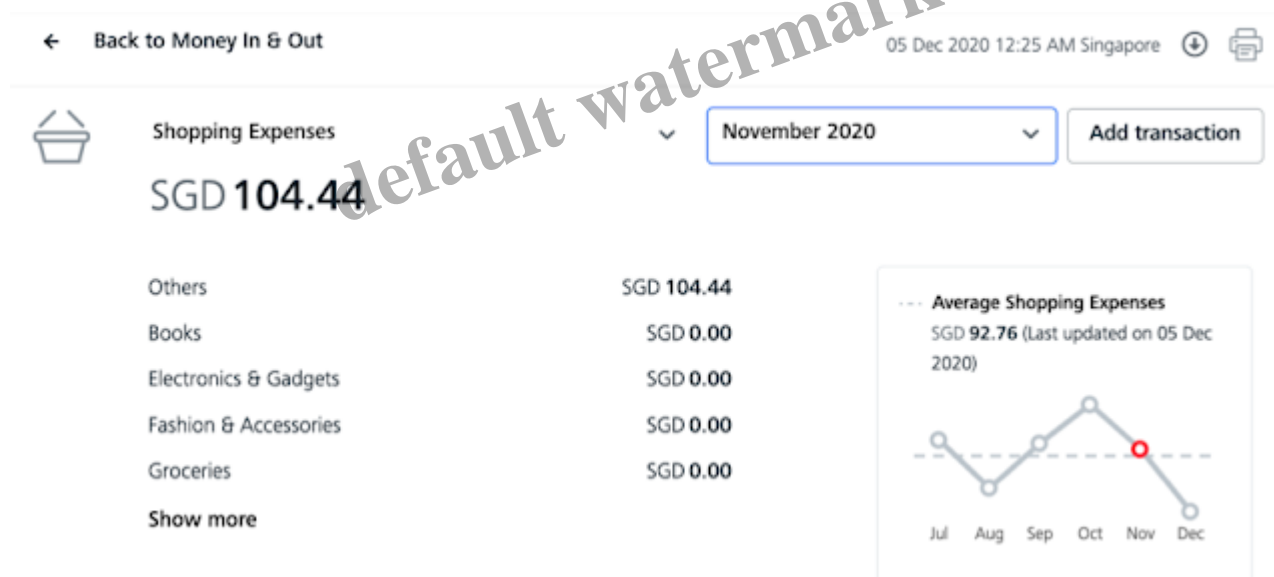 ← Back to Money In & Out
05 Dec 2020 12:25 AM Singapore
Shopping Expenses
November 2020
Add transaction
SGD 104.44
default watermark
Others SGD 104.44
Books SGD 0.00
Electronics & Gadgets SGD 0.00
Fashion & Accessories SGD 0.00
Groceries SGD 0.00
Show more
Average Shopping Expenses
SGD 92.76 (Last updated on 05 Dec
2020)
Jul Aug Sep Oct Nov Dec